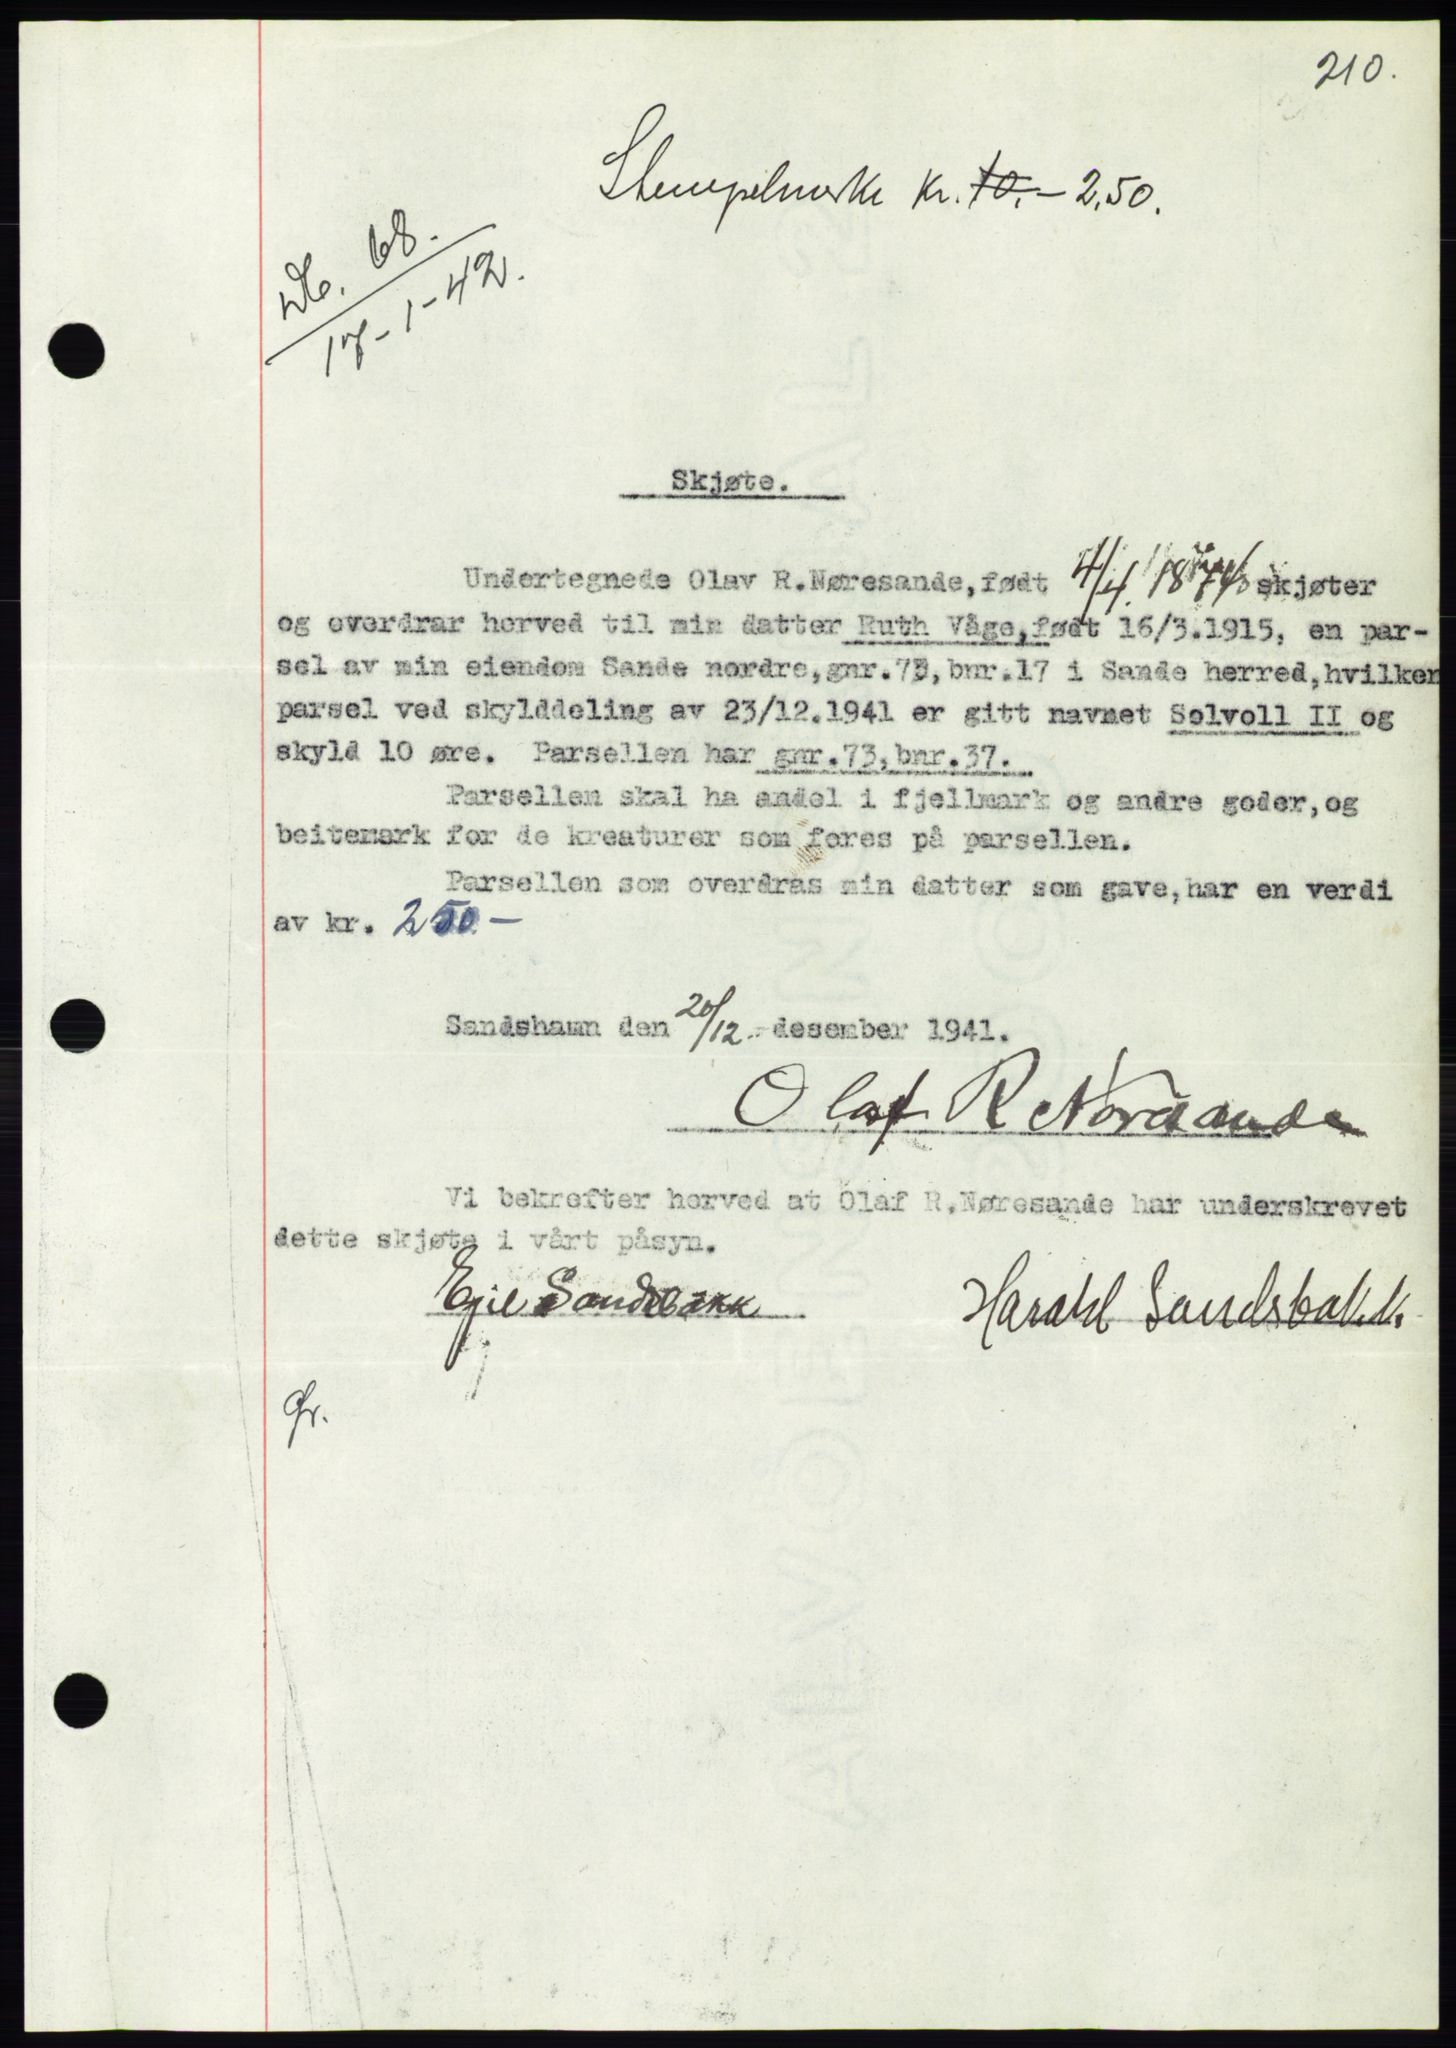 210.
Stempelmerke kr. 10.- 2,50.
Db. 68.
17-1-42.
Skjøte.
Undertegnede Olav R.Nøresande,født 4/4. 1874 skjøter
og overdrar herved til min datter Ruth Våge,født 16/3.1915, en par-
sel av min eiendom Sande nordre,gnr.73,bnr.17 i Sande herred,hvilken
parsel ved skylddeling av 23/12.1941 er gitt navnet Solvoll II og
skyld 10 øre. Parsellen har gnr.73,bnr.37.
Parsellen skal ha andel i fjellmark og andre goder,og
beitemark for de kreaturer som fores på parsellen.
Parsellen som overdras min datter som gave,har en verdi
av kr. 250 -
Sandshamn den 20/12. desember 1941.
Olaf R Nøresande
Vi bekrefter herved at Olaf R.Nøresande har underskrevet
dette skjøte i vårt påsyn.
Egil Sandsbakk Harald Sandsbakk.
Gr.